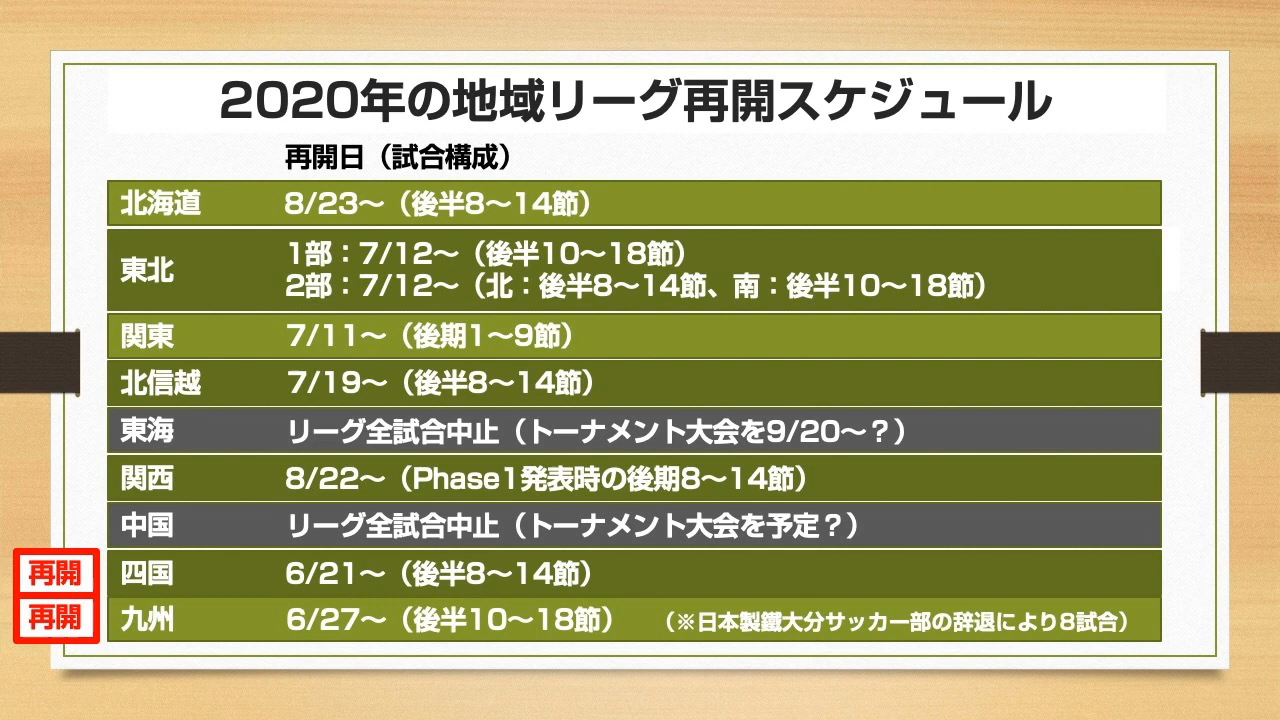 2020年の地域リーグ再開スケジュール
再開日（試合構成）
北海道 8/23〜（後半8〜14節）
東北 1部：7/12〜（後半10〜18節）
2部：7/12〜（北：後半8〜14節、南：後半10〜18節）
関東 7/11〜（後期1〜9節）
北信越 7/19〜（後半8〜14節）
東海 リーグ全試合中止（トーナメント大会を9/20〜？）
関西 8/22〜（Phase1発表時の後期8〜14節）
中国 リーグ全試合中止（トーナメント大会を予定？）
再開 四国 6/21〜（後半8〜14節）
再開 九州 6/27〜（後半10〜18節） （※日本製鐵大分サッカー部の辞退により8試合）